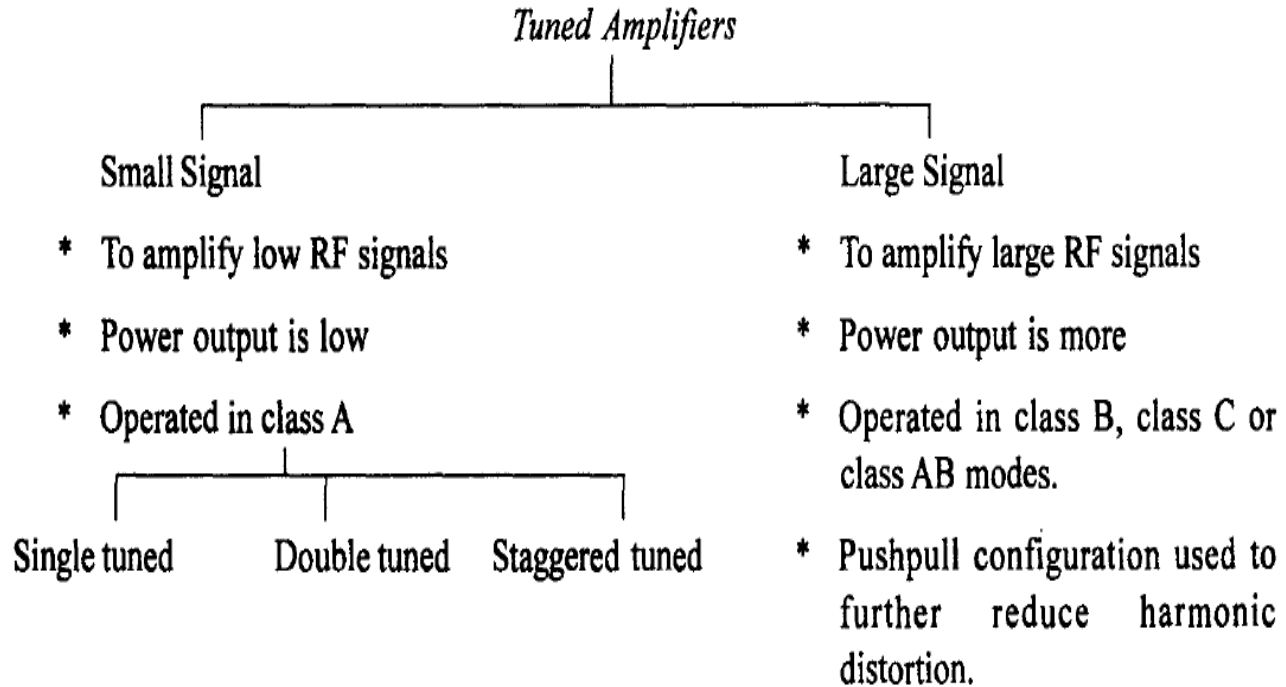 Tuned Amplifiers
Small Signal
* To amplify low RF signals
* Power output is low
* Operated in class A
Single tuned
Double tuned
Staggered tuned
Large Signal
* To amplify large RF signals
* Power output is more
* Operated in class B, class C or
class AB modes.
* Pushpull configuration used to
further reduce harmonic
distortion.